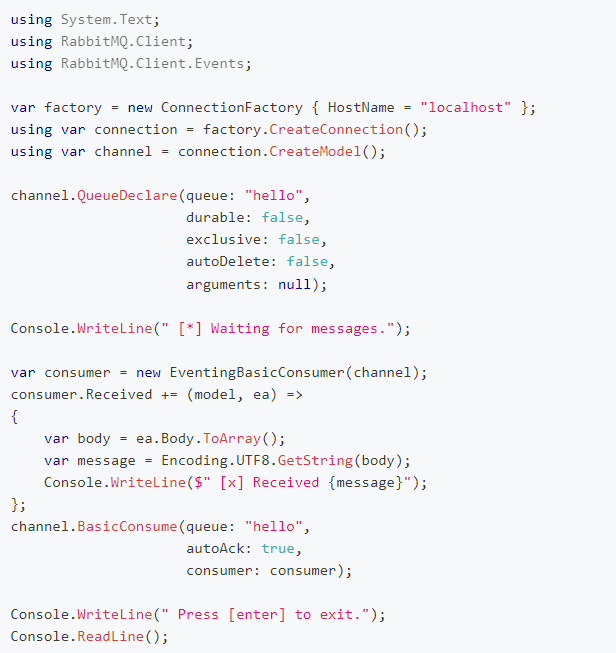 using System.Text;
using RabbitMQ.Client;
using RabbitMQ.Client.Events;

var factory = new ConnectionFactory { HostName = "localhost" };
using var connection = factory.CreateConnection();
using var channel = connection.CreateModel();

channel.QueueDeclare(queue: "hello",
                     durable: false,
                     exclusive: false,
                     autoDelete: false,
                     arguments: null);

Console.WriteLine(" [*] Waiting for messages.");

var consumer = new EventingBasicConsumer(channel);
consumer.Received += (model, ea) =>
{
    var body = ea.Body.ToArray();
    var message = Encoding.UTF8.GetString(body);
    Console.WriteLine($" [x] Received {message}");
};
channel.BasicConsume(queue: "hello",
                     autoAck: true,
                     consumer: consumer);

Console.WriteLine(" Press [enter] to exit.");
Console.ReadLine();